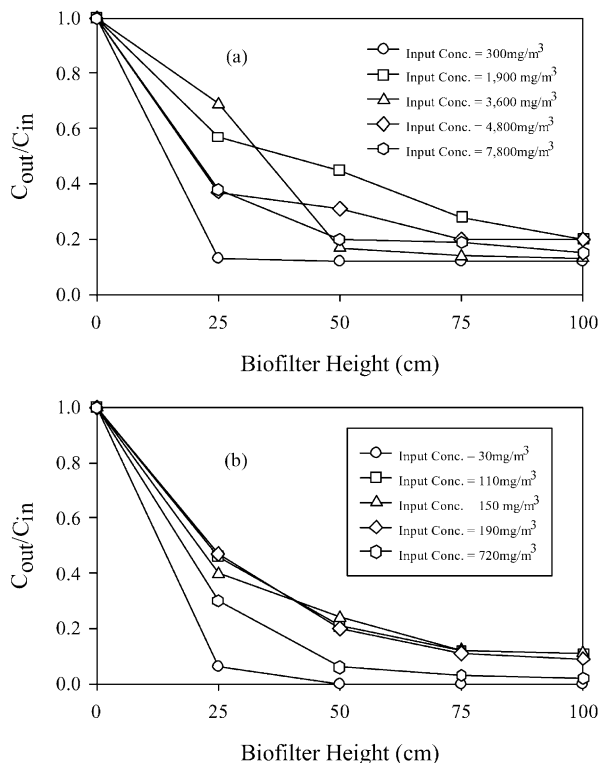 1.0
(a)
Input Conc. = 300mg/m³
0.8
Input Conc. = 1,900 mg/m³
Input Conc. = 3,600 mg/m³
0.6
Input Conc. – 4,800mg/m³
Input Conc. = 7,800mg/m³
Cout/Cin
0.4
0.2
0.0
0 25 50 75 100
Biofilter Height (cm)
1.0
(b)
Input Conc. – 30mg/m³
0.8
Input Conc. = 110mg/m³
Input Conc. 150 mg/m³
0.6
Input Conc. = 190mg/m³
Input Conc. = 720mg/m³
Cout/Cin
0.4
0.2
0.0
0 25 50 75 100
Biofilter Height (cm)